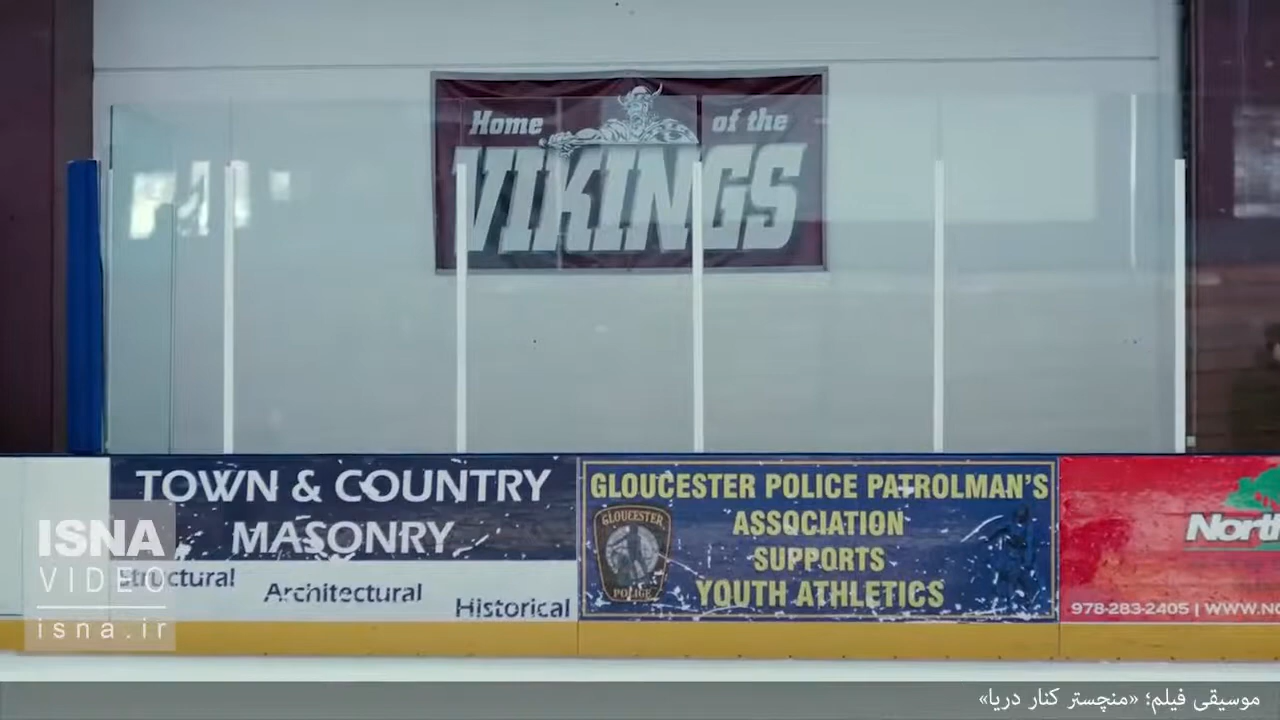 Home of the
VIKINGS
TOWN & COUNTRY
MASONRY
Structural
Architectural
Historical
GLOUCESTER POLICE PATROLMAN'S
ASSOCIATION
SUPPORTS
YOUTH ATHLETICS
GLOUCESTER
POLICE
North
978-283-2405 | WWW.NO
ISNA
VIDEO
isna.ir
موسیقی فیلم؛ «منچستر کنار دریا»